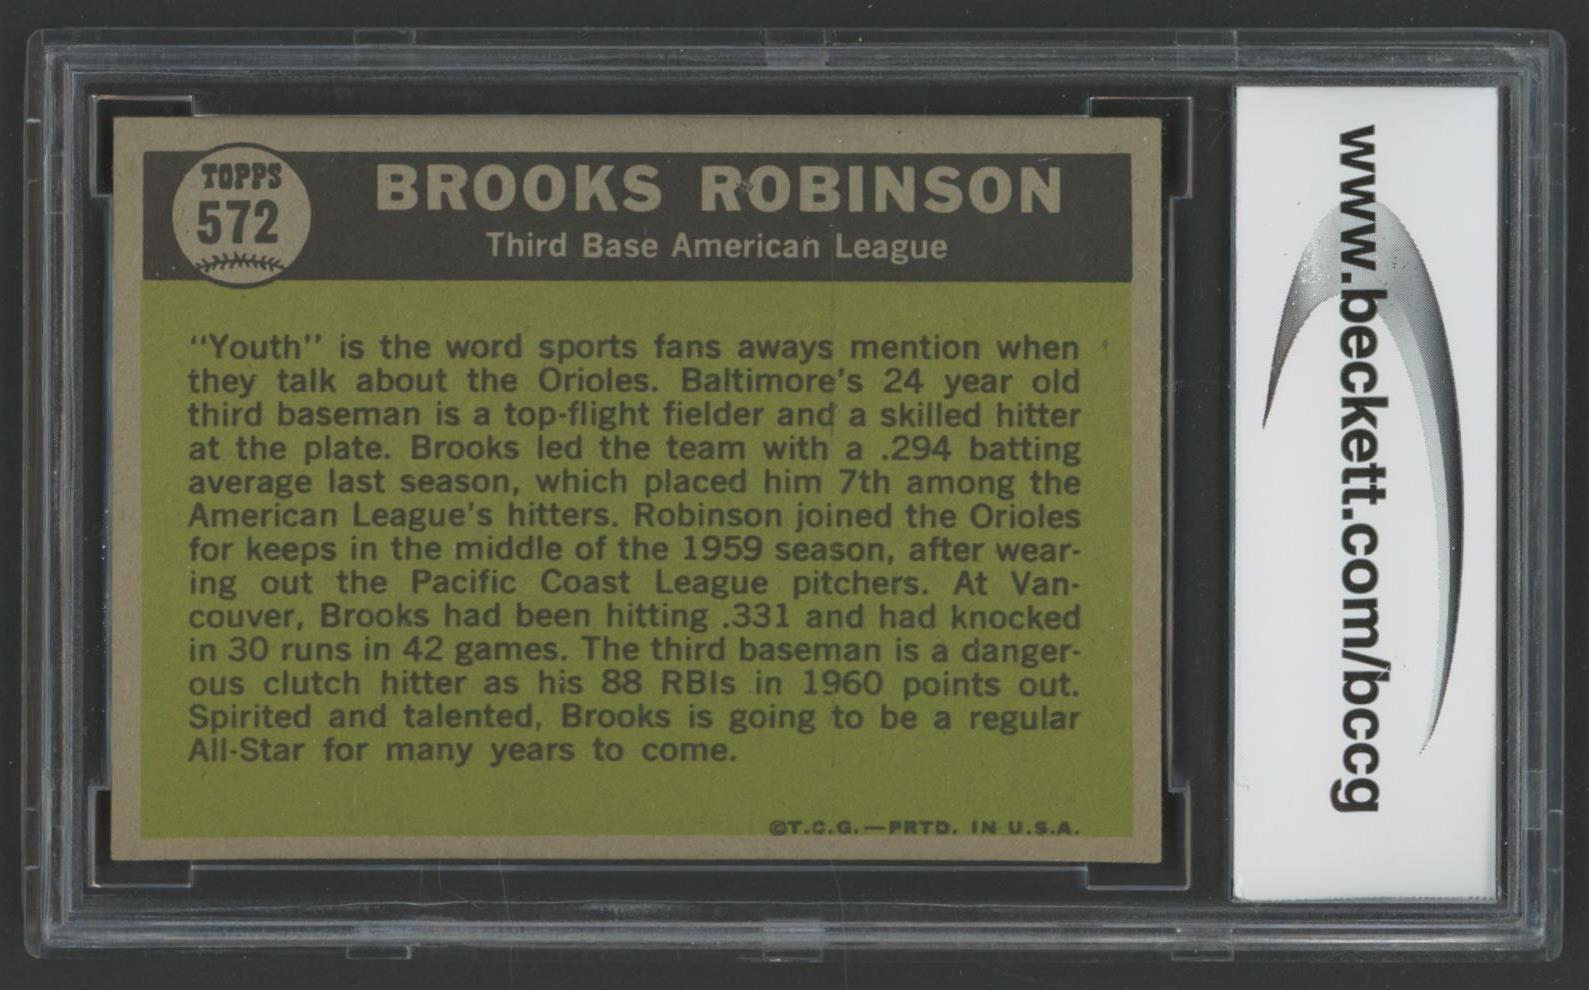 TOPPS
572
BROOKS ROBINSON
Third Base American League
"Youth" is the word sports fans aways mention when
they talk about the Orioles. Baltimore's 24 year old
third baseman is a top-flight fielder and a skilled hitter
at the plate. Brooks led the team with a .294 batting
average last season, which placed him 7th among the
American League's hitters. Robinson joined the Orioles
for keeps in the middle of the 1959 season, after wear-
ing out the Pacific Coast League pitchers. At Van-
couver, Brooks had been hitting .331 and had knocked
in 30 runs in 42 games. The third baseman is a danger-
ous clutch hitter as his 88 RBIs in 1960 points out.
Spirited and talented, Brooks is going to be a regular
All-Star for many years to come.
©T.C.G.—PRTD. IN U.S.A.
www.beckett.com/bccg